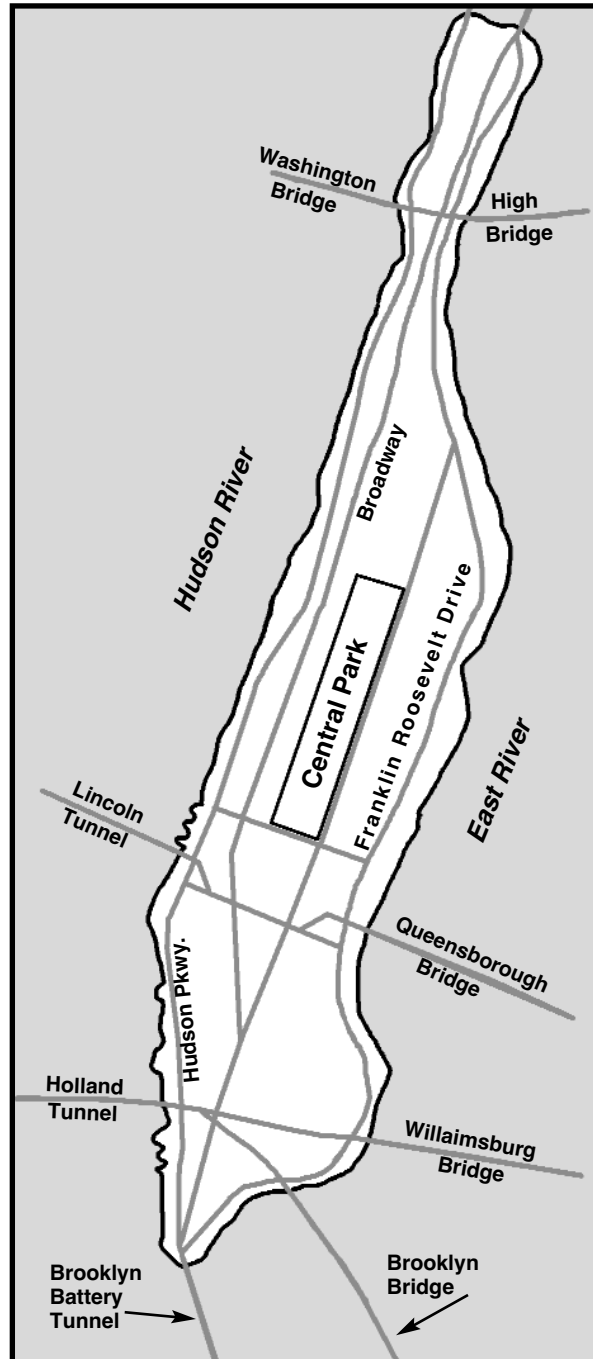 Washington
Bridge
High
Bridge
Hudson River
Broadway
Central Park
Franklin Roosevelt Drive
East River
Lincoln
Tunnel
Queensborough
Bridge
Hudson Pkwy.
Holland
Tunnel
Willaimsburg
Bridge
Brooklyn
Battery
Tunnel
Brooklyn
Bridge